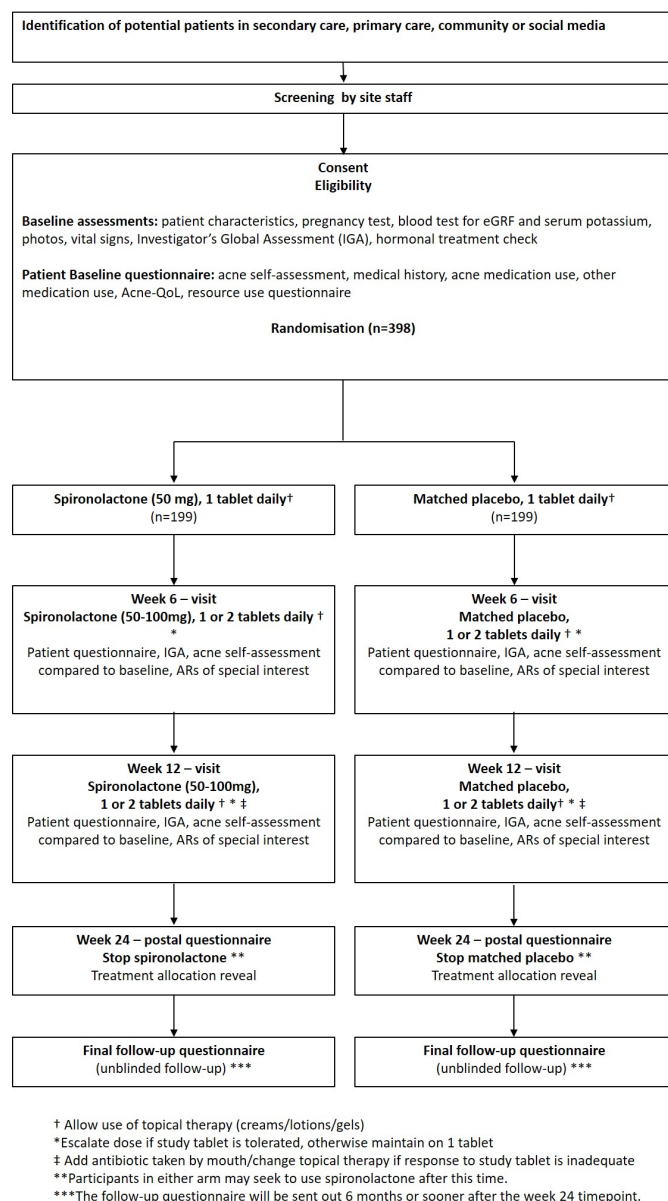 Identification of potential patients in secondary care, primary care, community or social media
Screening by site staff
Consent
Eligibility
Baseline assessments: patient characteristics, pregnancy test, blood test for eGRF and serum potassium,
photos, vital signs, Investigator's Global Assessment (IGA), hormonal treatment check
Patient Baseline questionnaire: acne self-assessment, medical history, acne medication use, other
medication use, Acne-QoL, resource use questionnaire
Randomisation (n=398)
Spironolactone (50 mg), 1 tablet daily†
(n=199)
Matched placebo, 1 tablet daily†
(n=199)
Week 6 – visit
Spironolactone (50-100mg), 1 or 2 tablets daily †
*
Patient questionnaire, IGA, acne self-assessment
compared to baseline, ARs of special interest
Week 6 – visit
Matched placebo,
1 or 2 tablets daily † *
Patient questionnaire, IGA, acne self-assessment
compared to baseline, ARs of special interest
Week 12 – visit
Spironolactone (50-100mg),
1 or 2 tablets daily † * ‡
Patient questionnaire, IGA, acne self-assessment
compared to baseline, ARs of special interest
Week 12 – visit
Matched placebo,
1 or 2 tablets daily† * ‡
Patient questionnaire, IGA, acne self-assessment
compared to baseline, ARs of special interest
Week 24 – postal questionnaire
Stop spironolactone **
Treatment allocation reveal
Week 24 – postal questionnaire
Stop matched placebo **
Treatment allocation reveal
Final follow-up questionnaire
(unblinded follow-up) ***
Final follow-up questionnaire
(unblinded follow-up) ***
† Allow use of topical therapy (creams/lotions/gels)
*Escalate dose if study tablet is tolerated, otherwise maintain on 1 tablet
‡ Add antibiotic taken by mouth/change topical therapy if response to study tablet is inadequate
**Participants in either arm may seek to use spironolactone after this time.
***The follow-up questionnaire will be sent out 6 months or sooner after the week 24 timepoint.